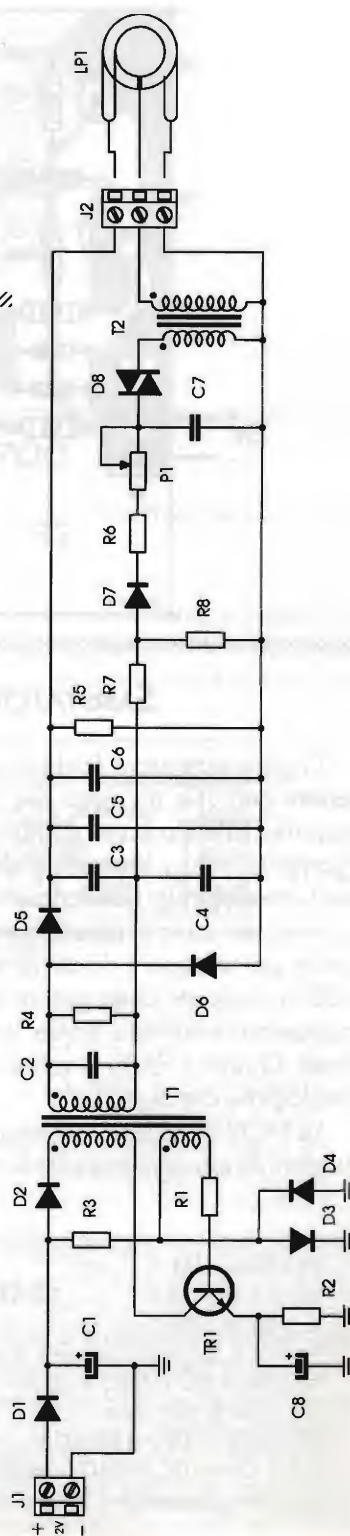 J1
+
2V
–
D1
C1
D2
R3
T1
R1
TR1
C8
R2
D3
D4
C2
R4
D5
D6
C3
C4
C5
C6
R5
R7
R8
D7
R6
P1
D8
C7
T2
J2
LP1